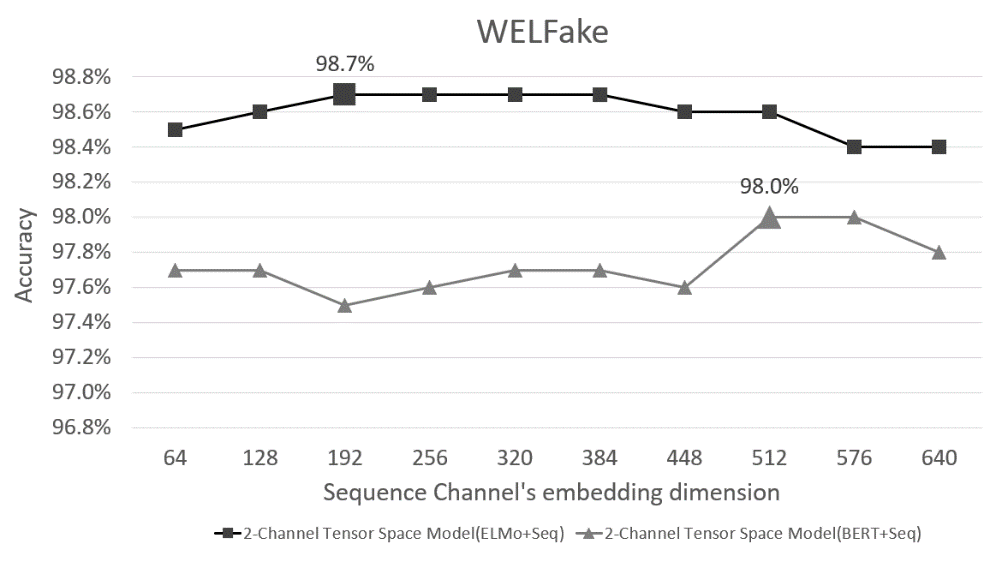 WELFake
98.7%
98.8%
98.6%
98.4%
98.2%
98.0%
98.0%
97.8%
97.6%
97.4%
97.2%
97.0%
96.8%
Accuracy
64 128 192 256 320 384 448 512 576 640
Sequence Channel's embedding dimension
2-Channel Tensor Space Model(ELMo+Seq) 2-Channel Tensor Space Model(BERT+Seq)